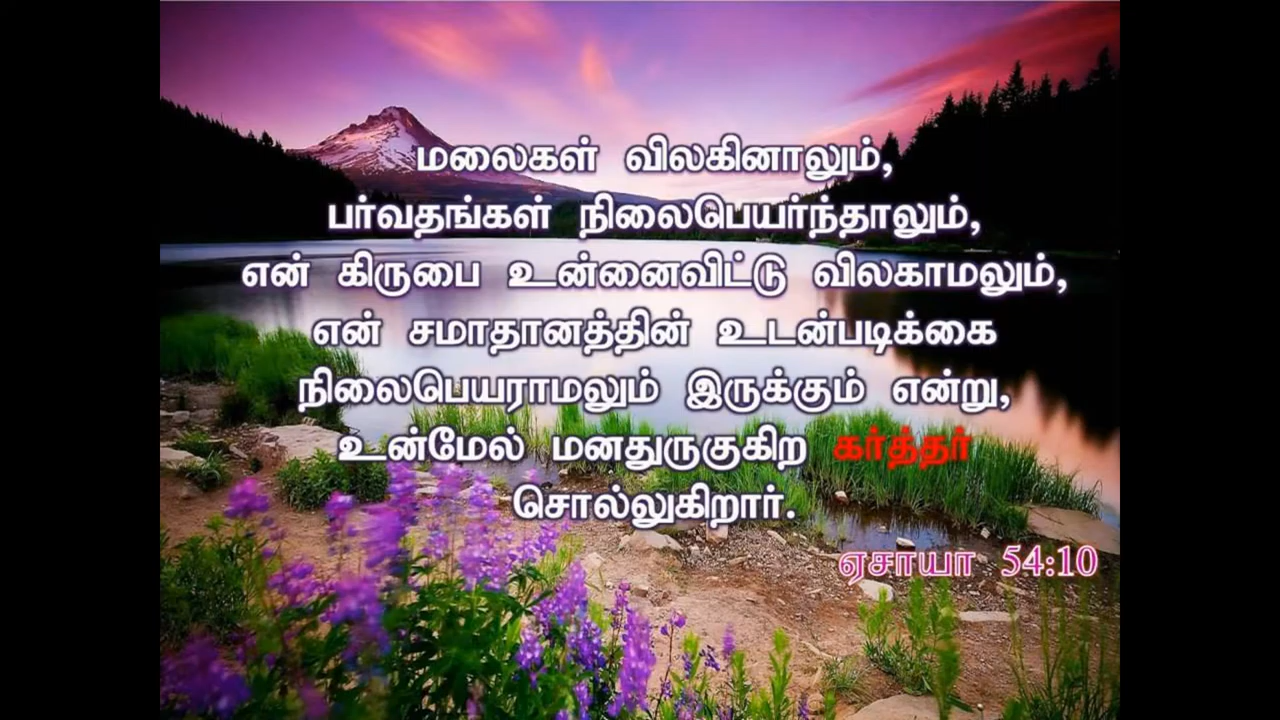 மலைகள் விலகினாலும்,
பர்வதங்கள் நிலைபெயர்ந்தாலும்,
என் கிருபை உன்னைவிட்டு விலகாமலும்,
என் சமாதானத்தின் உடன்படிக்கை
நிலைபெயராமலும் இருக்கும் என்று,
உன்மேல் மனதுருகுகிற கர்த்தர்
சொல்லுகிறார்.
ஏசாயா 54:10